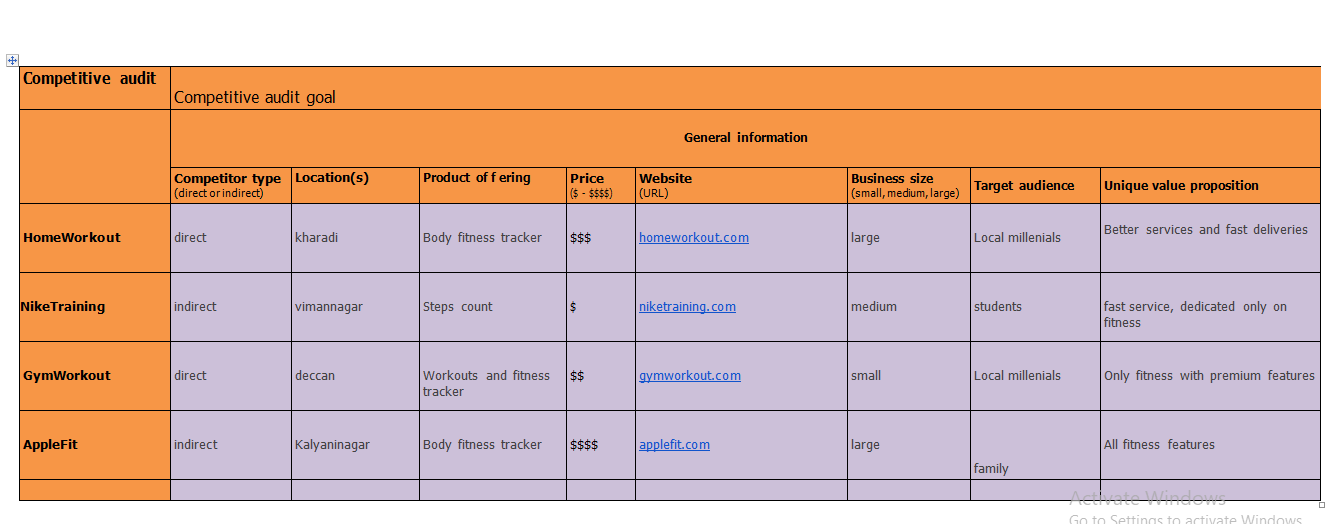 Competitive audit
Competitive audit goal
General information
Competitor type
(direct or indirect)
Location(s)
Product of f ering
Price
($ - $$$$)
Website
(URL)
Business size
(small, medium, large)
Target audience
Unique value proposition
HomeWorkout
direct
kharadi
Body fitness tracker
$$$
homeworkout.com
large
Local millenials
Better services and fast deliveries
NikeTraining
indirect
vimannagar
Steps count
$
niketraining.com
medium
students
fast service, dedicated only on
fitness
GymWorkout
direct
deccan
Workouts and fitness
tracker
$$
gymworkout.com
small
Local millenials
Only fitness with premium features
AppleFit
indirect
Kalyaninagar
Body fitness tracker
$$$$
applefit.com
large
family
All fitness features
Activate Windows
Go to Settings to activate Windows.